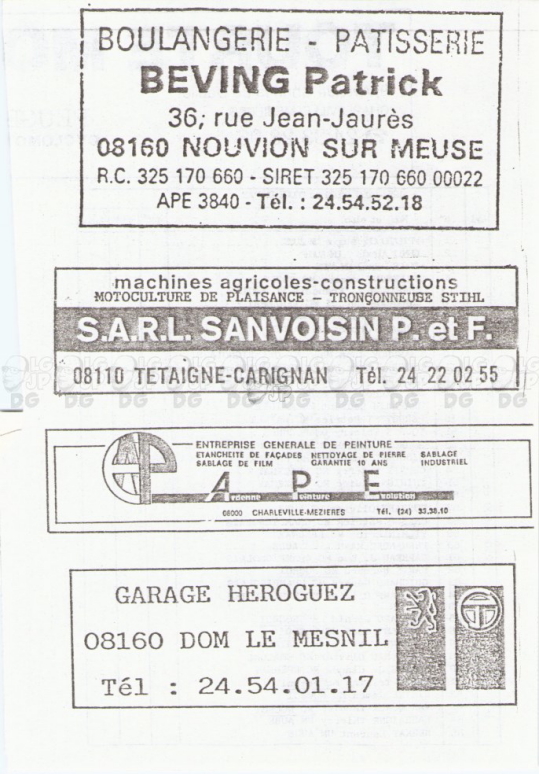 BOULANGERIE - PATISSERIE
BEVING Patrick
36, rue Jean-Jaurès
08160 NOUVION SUR MEUSE
R.C. 325 170 660 - SIRET 325 170 660 00022
APE 3840 - Tél. : 24.54.52.18
machines agricoles-constructions
MOTOCULTURE DE PLAISANCE - TRONÇONNEUSE STIHL
S.A.R.L. SANVOISIN P. et F.
08110 TETAIGNE-CARIGNAN Tél. 24 22 02 55
ENTREPRISE GENERALE DE PEINTURE
ETANCHEITE DE FAÇADES NETTOYAGE DE PIERRE SABLAGE
SABLAGE DE FILM GARANTIE 10 ANS INDUSTRIEL
Ardenne Peinture Evolution
08000 CHARLEVILLE-MEZIERES Tél. (24) 33.38.10
GARAGE HEROGUEZ
08160 DOM LE MESNIL
Tél : 24.54.01.17